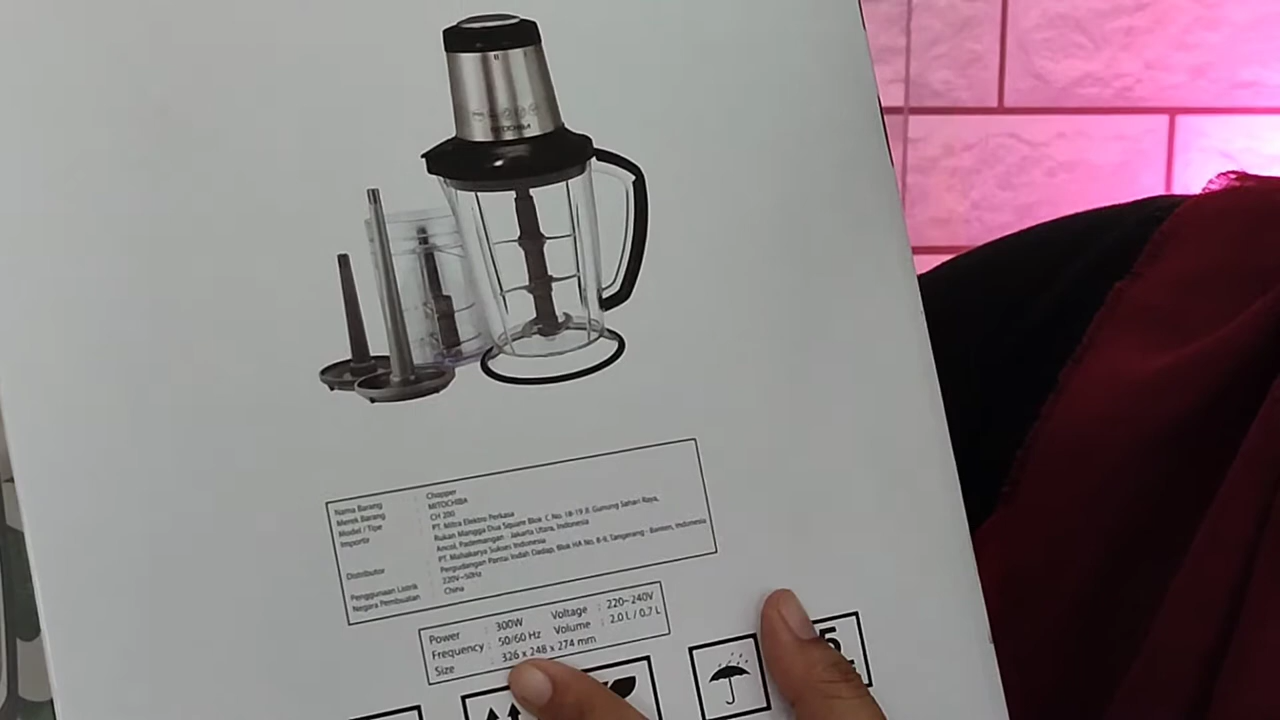 MITOCHIBA
Nama Barang : Chopper
Merek Barang : MITOCHIBA
Model / Tipe : CH 200
Importir : PT. Mitra Elektro Perkasa
Rukan Mangga Dua Square Blok C No. 18-19 Jl. Gunung Sahari Raya,
Ancol, Pademangan - Jakarta Utara, Indonesia
Distributor : PT. Mahakarya Sukses Indonesia
Pergudangan Pantai Indah Dadap, Blok HA No. 8-9, Tangerang - Banten, Indonesia
Penggunaan Listrik : 220V~50Hz
Negara Pembuatan : China
Power : 300W Voltage : 220~240V
Frequency : 50/60 Hz Volume : 2.0 L / 0.7 L
Size : 326 x 248 x 274 mm
5